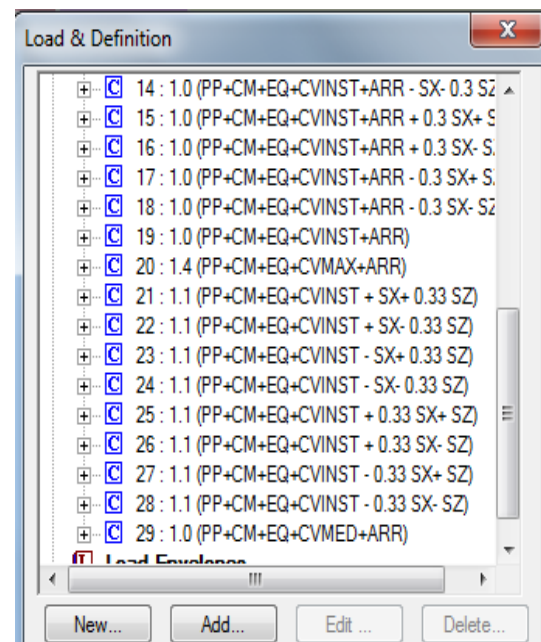 Load & Definition
C 14 : 1.0 (PP+CM+EQ+CVINST+ARR - SX- 0.3 SZ
C 15 : 1.0 (PP+CM+EQ+CVINST+ARR + 0.3 SX+ S
C 16 : 1.0 (PP+CM+EQ+CVINST+ARR + 0.3 SX- S
C 17 : 1.0 (PP+CM+EQ+CVINST+ARR - 0.3 SX+ S
C 18 : 1.0 (PP+CM+EQ+CVINST+ARR - 0.3 SX- SZ
C 19 : 1.0 (PP+CM+EQ+CVINST+ARR)
C 20 : 1.4 (PP+CM+EQ+CVMAX+ARR)
C 21 : 1.1 (PP+CM+EQ+CVINST + SX+ 0.33 SZ)
C 22 : 1.1 (PP+CM+EQ+CVINST + SX- 0.33 SZ)
C 23 : 1.1 (PP+CM+EQ+CVINST - SX+ 0.33 SZ)
C 24 : 1.1 (PP+CM+EQ+CVINST - SX- 0.33 SZ)
C 25 : 1.1 (PP+CM+EQ+CVINST + 0.33 SX+ SZ)
C 26 : 1.1 (PP+CM+EQ+CVINST + 0.33 SX- SZ)
C 27 : 1.1 (PP+CM+EQ+CVINST - 0.33 SX+ SZ)
C 28 : 1.1 (PP+CM+EQ+CVINST - 0.33 SX- SZ)
C 29 : 1.0 (PP+CM+EQ+CVMED+ARR)
Load Envelope
New... Add... Edit ... Delete...